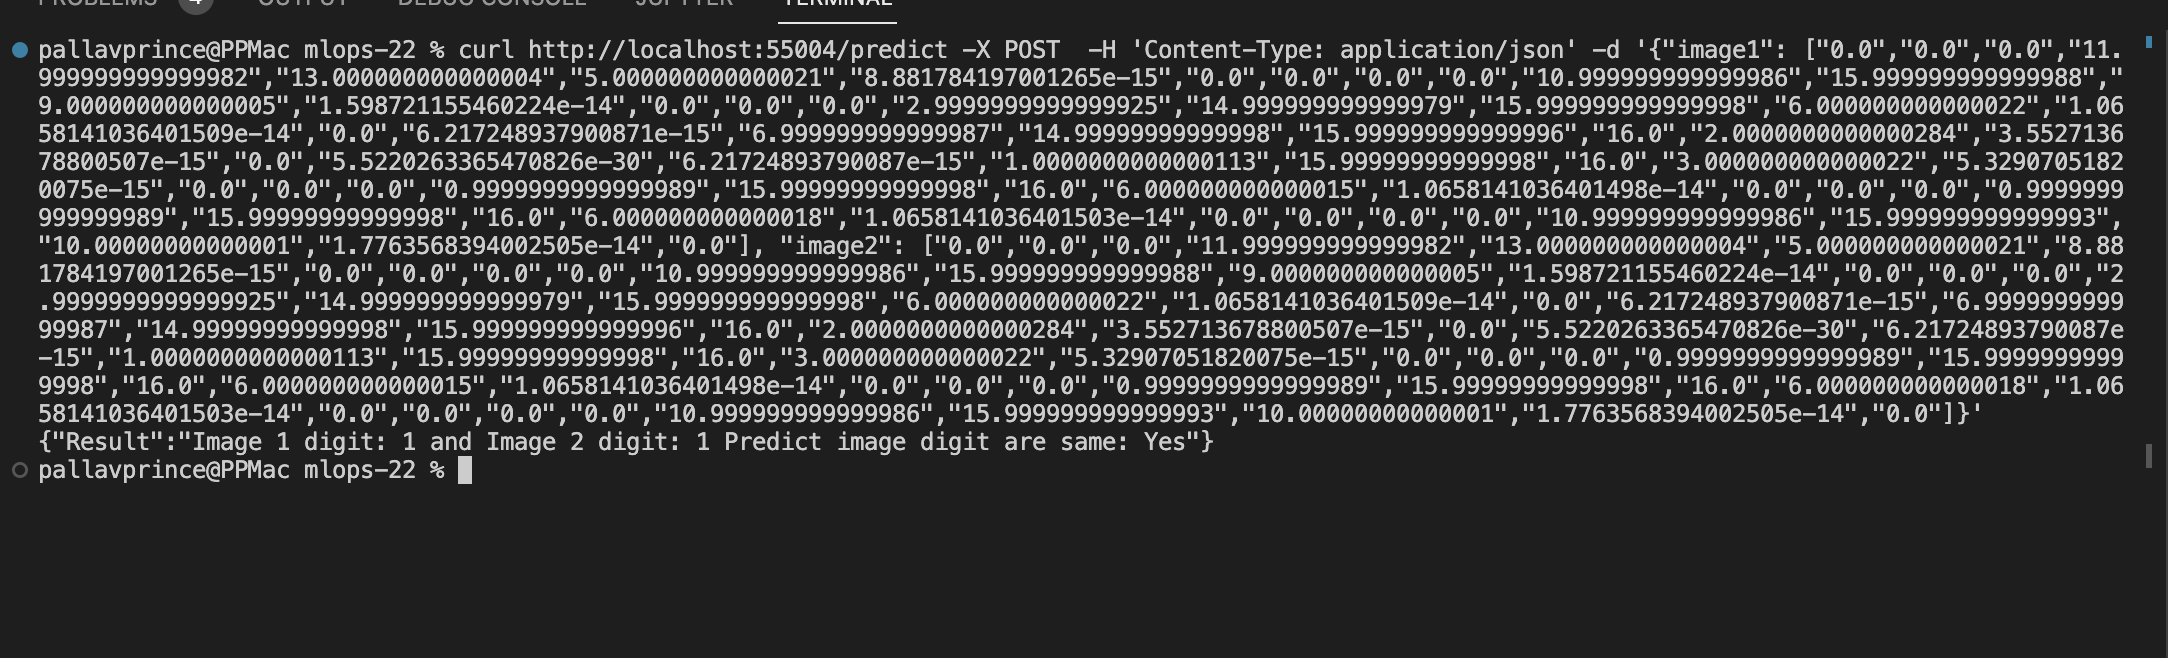 PROBLEMS 4 OUTPUT DEBUG CONSOLE JUPYTER TERMINAL
pallavprince@PPMac mlops-22 % curl http://localhost:55004/predict -X POST  -H 'Content-Type: application/json' -d '{"image1": ["0.0","0.0","0.0","11.
999999999999982","13.000000000000004","5.000000000000021","8.881784197001265e-15","0.0","0.0","0.0","0.0","10.999999999999986","15.999999999999988","
9.000000000000005","1.598721155460224e-14","0.0","0.0","0.0","2.9999999999999925","14.999999999999979","15.999999999999998","6.000000000000022","1.06
58141036401509e-14","0.0","6.217248937900871e-15","6.999999999999987","14.99999999999998","15.999999999999996","16.0","2.0000000000000284","3.5527136
78800507e-15","0.0","5.5220263365470826e-30","6.21724893790087e-15","1.0000000000000113","15.99999999999998","16.0","3.000000000000022","5.3290705182
0075e-15","0.0","0.0","0.0","0.9999999999999989","15.99999999999998","16.0","6.000000000000015","1.0658141036401498e-14","0.0","0.0","0.0","0.9999999
999999989","15.99999999999998","16.0","6.000000000000018","1.0658141036401503e-14","0.0","0.0","0.0","0.0","10.999999999999986","15.999999999999993",
"10.00000000000001","1.7763568394002505e-14","0.0"], "image2": ["0.0","0.0","0.0","11.999999999999982","13.000000000000004","5.000000000000021","8.88
1784197001265e-15","0.0","0.0","0.0","0.0","10.999999999999986","15.999999999999988","9.000000000000005","1.598721155460224e-14","0.0","0.0","0.0","2
.9999999999999925","14.999999999999979","15.999999999999998","6.000000000000022","1.0658141036401509e-14","0.0","6.217248937900871e-15","6.9999999999
99987","14.99999999999998","15.999999999999996","16.0","2.0000000000000284","3.552713678800507e-15","0.0","5.5220263365470826e-30","6.21724893790087e
-15","1.0000000000000113","15.99999999999998","16.0","3.000000000000022","5.32907051820075e-15","0.0","0.0","0.0","0.9999999999999989","15.9999999999
9998","16.0","6.000000000000015","1.0658141036401498e-14","0.0","0.0","0.0","0.9999999999999989","15.99999999999998","16.0","6.000000000000018","1.06
58141036401503e-14","0.0","0.0","0.0","0.0","10.999999999999986","15.999999999999993","10.00000000000001","1.7763568394002505e-14","0.0"]}'
{"Result":"Image 1 digit: 1 and Image 2 digit: 1 Predict image digit are same: Yes"}
pallavprince@PPMac mlops-22 %